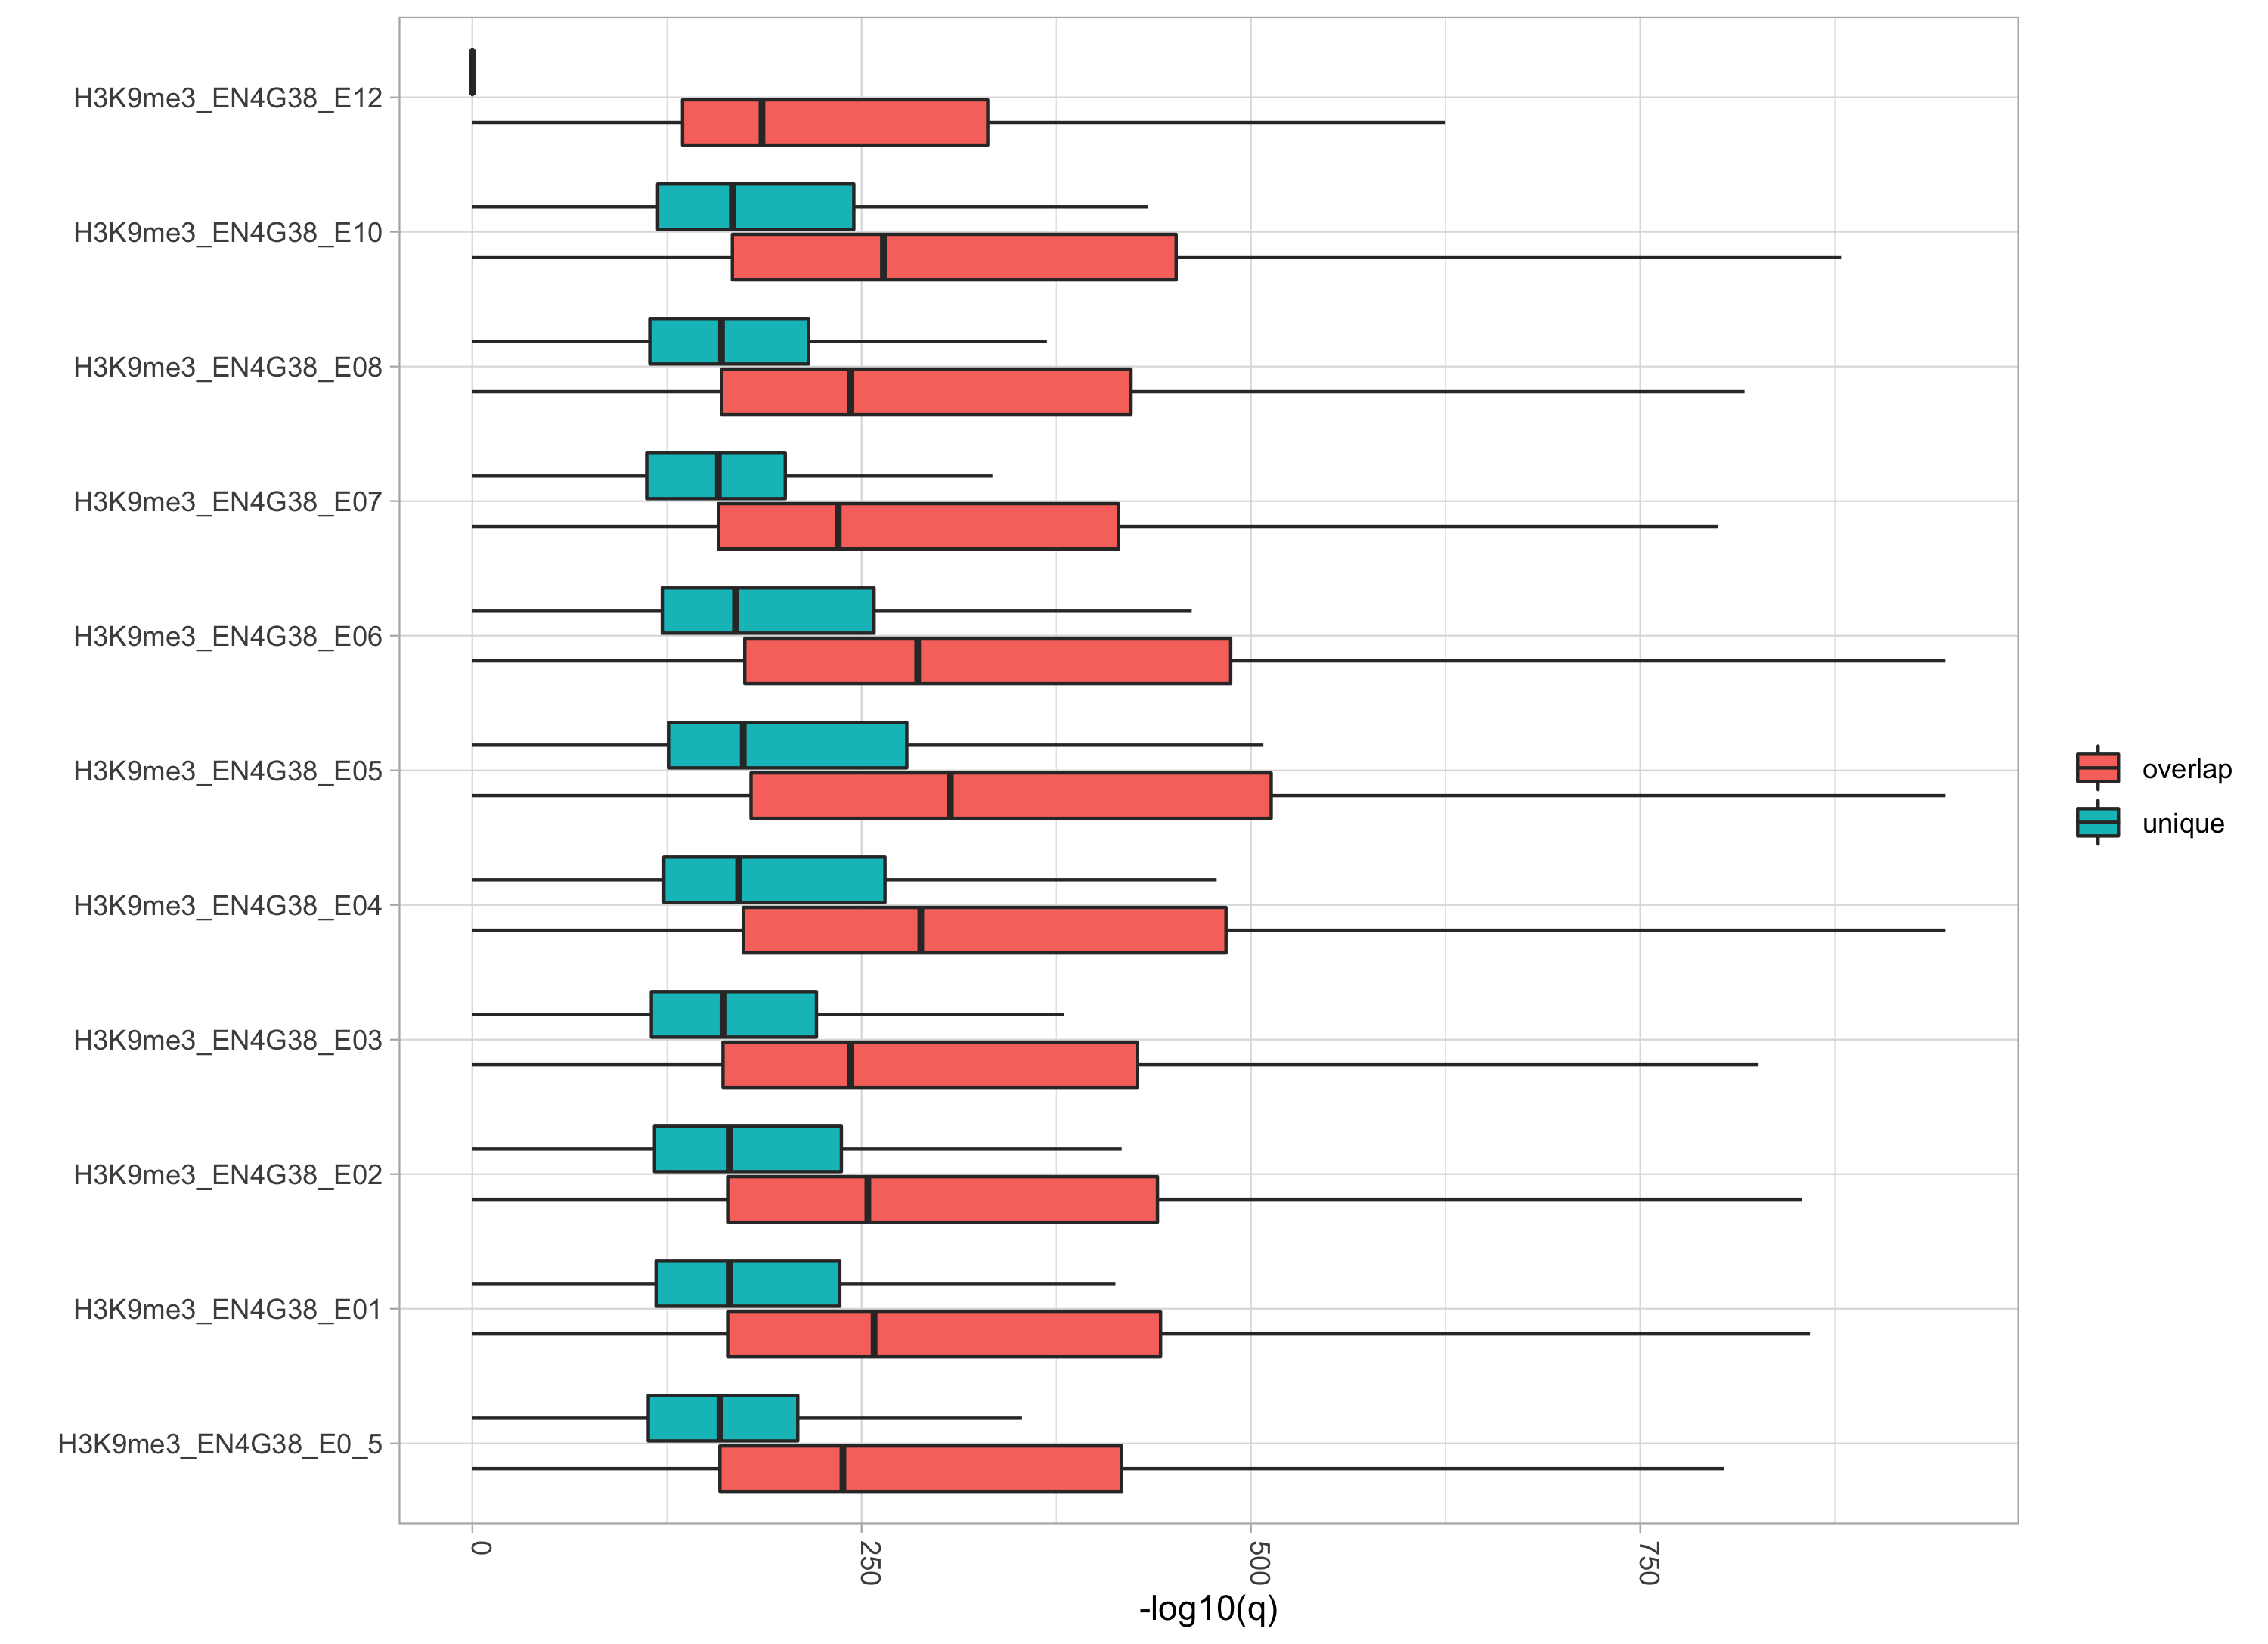 H3K9me3_EN4G38_E12
H3K9me3_EN4G38_E10
H3K9me3_EN4G38_E08
H3K9me3_EN4G38_E07
H3K9me3_EN4G38_E06
H3K9me3_EN4G38_E05
H3K9me3_EN4G38_E04
H3K9me3_EN4G38_E03
H3K9me3_EN4G38_E02
H3K9me3_EN4G38_E01
H3K9me3_EN4G38_E0_5
0
250
500
750
-log10(q)
overlap
unique